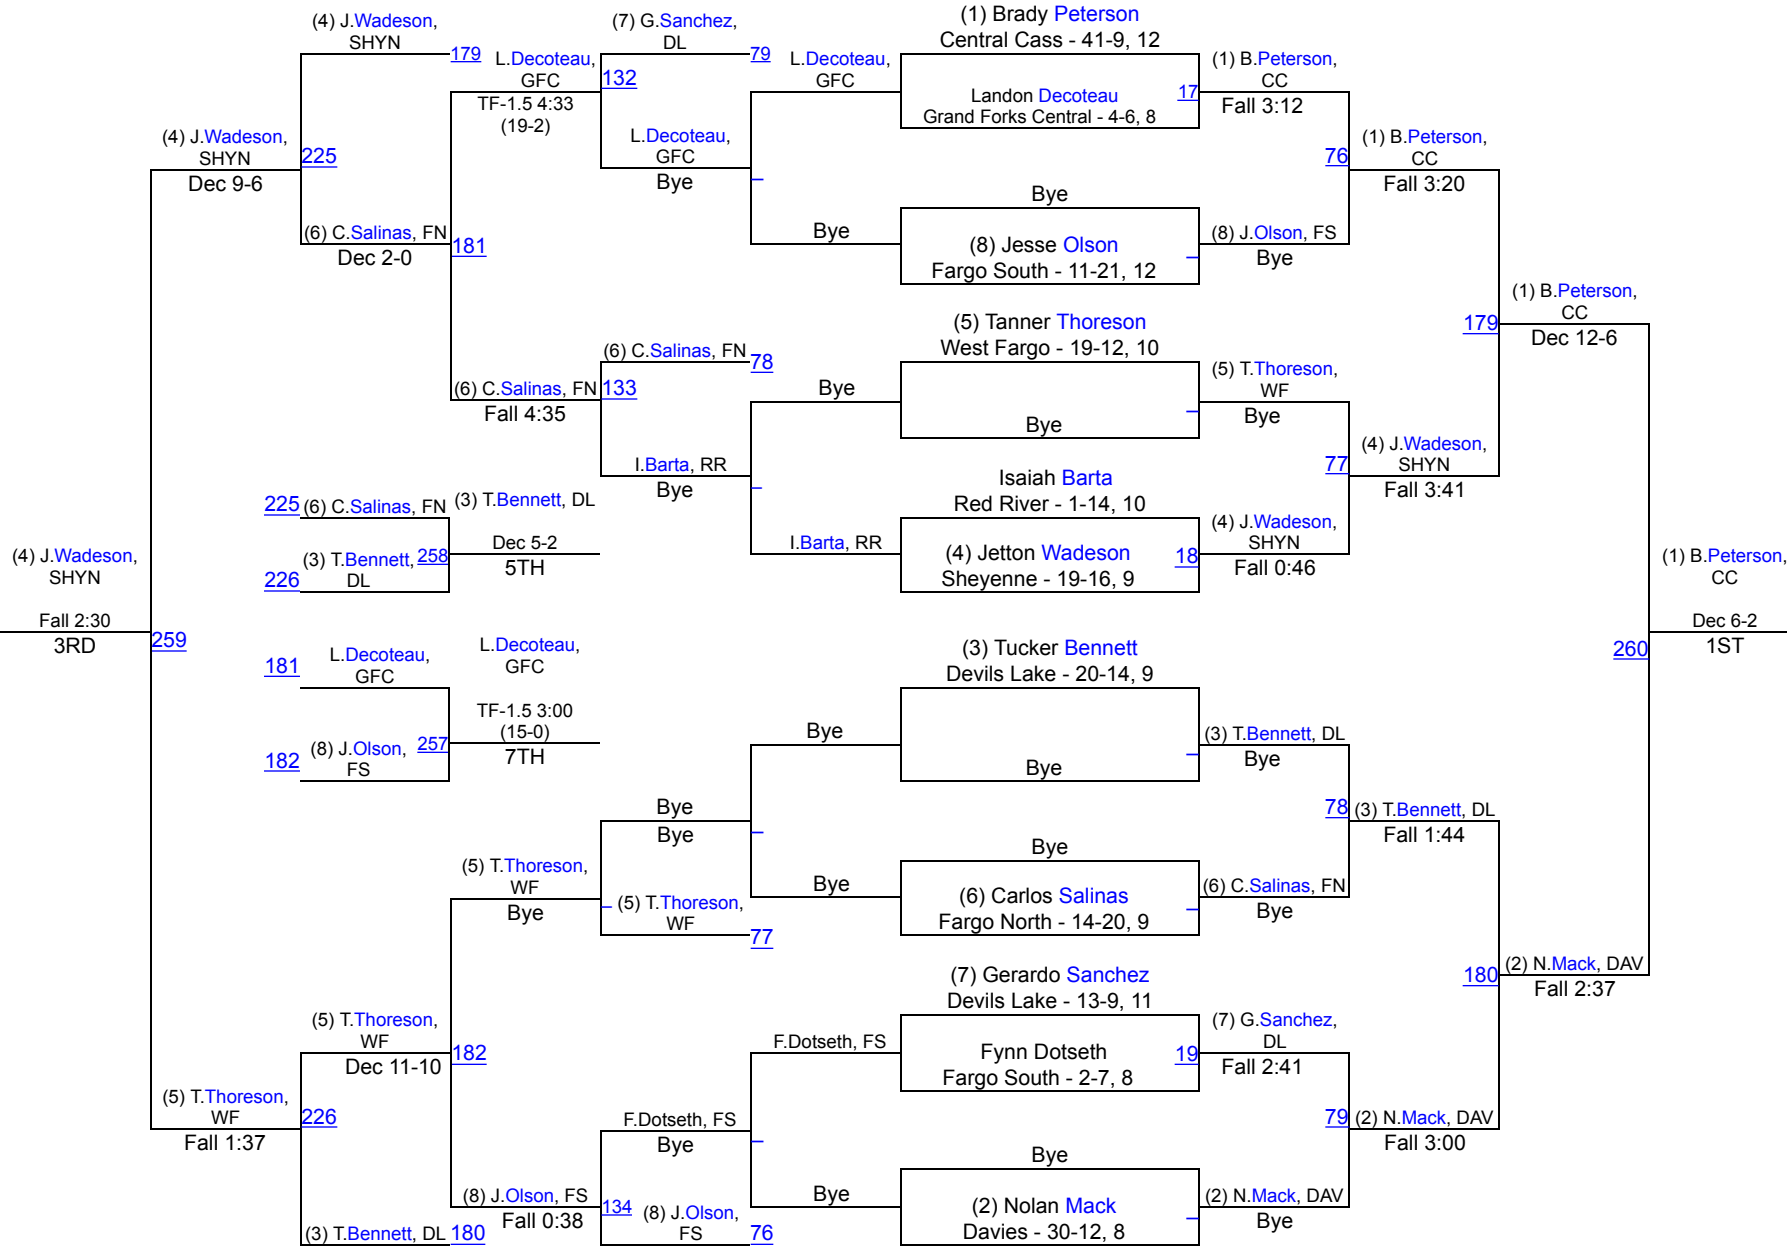 (1) Brady Peterson
Central Cass - 41-9, 12
Landon Decoteau
Grand Forks Central - 4-6, 8
17
Bye
(8) Jesse Olson
Fargo South - 11-21, 12
(5) Tanner Thoreson
West Fargo - 19-12, 10
Bye
Isaiah Barta
Red River - 1-14, 10
(4) Jetton Wadeson
Sheyenne - 19-16, 9
18
(3) Tucker Bennett
Devils Lake - 20-14, 9
Bye
Bye
(6) Carlos Salinas
Fargo North - 14-20, 9
(7) Gerardo Sanchez
Devils Lake - 13-9, 11
Fynn Dotseth
Fargo South - 2-7, 8
19
Bye
(2) Nolan Mack
Davies - 30-12, 8
(1) B.Peterson,
CC
Fall 3:12
76
(8) J.Olson, FS
Bye
(5) T.Thoreson,
WF
Bye
77
(4) J.Wadeson,
SHYN
Fall 0:46
(3) T.Bennett, DL
Bye
78
(6) C.Salinas, FN
Bye
(7) G.Sanchez,
DL
Fall 2:41
79
(2) N.Mack, DAV
Bye
(1) B.Peterson,
CC
Fall 3:20
179
(4) J.Wadeson,
SHYN
Fall 3:41
(3) T.Bennett, DL
Fall 1:44
180
(2) N.Mack, DAV
Fall 3:00
(1) B.Peterson,
CC
Dec 12-6
260
(2) N.Mack, DAV
Fall 2:37
(1) B.Peterson,
CC
Dec 6-2
1ST
L.Decoteau,
GFC
Bye
Bye
I.Barta, RR
Bye
Bye
F.Dotseth, FS
Bye
(7) G.Sanchez,
DL
79
132
L.Decoteau,
GFC
Bye
(6) C.Salinas, FN
78
133
I.Barta, RR
Bye
Bye
Bye
(5) T.Thoreson,
WF
77
F.Dotseth, FS
Bye
134
(8) J.Olson,
FS
76
L.Decoteau,
GFC
TF-1.5 4:33
(19-2)
181
(6) C.Salinas, FN
Fall 4:35
(5) T.Thoreson,
WF
Bye
182
(8) J.Olson, FS
Fall 0:38
(4) J.Wadeson,
SHYN
179
225
(6) C.Salinas, FN
Dec 2-0
(5) T.Thoreson,
WF
Dec 11-10
226
(3) T.Bennett, DL
180
(4) J.Wadeson,
SHYN
Dec 9-6
259
(5) T.Thoreson,
WF
Fall 1:37
(4) J.Wadeson,
SHYN
Fall 2:30
3RD
225
(6) C.Salinas, FN
226
(3) T.Bennett,
DL
258
(3) T.Bennett, DL
Dec 5-2
5TH
181
L.Decoteau,
GFC
182
(8) J.Olson,
FS
257
L.Decoteau,
GFC
TF-1.5 3:00
(15-0)
7TH